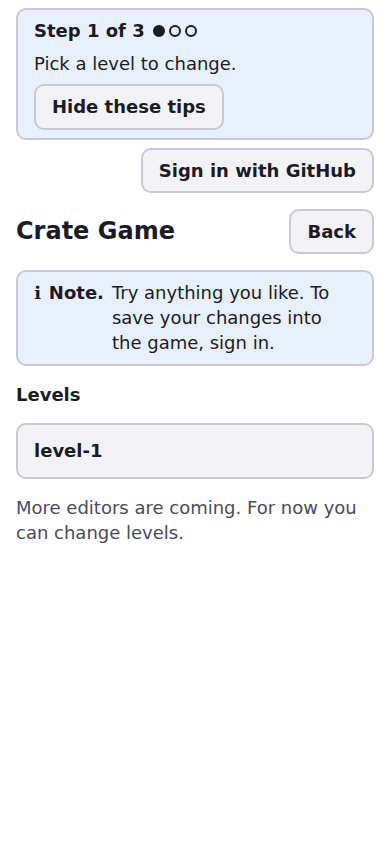 Step 1 of 3
Pick a level to change.
Hide these tips
Sign in with GitHub
Crate Game
Back
i Note. Try anything you like. To
save your changes into
the game, sign in.
Levels
level-1
More editors are coming. For now you
can change levels.